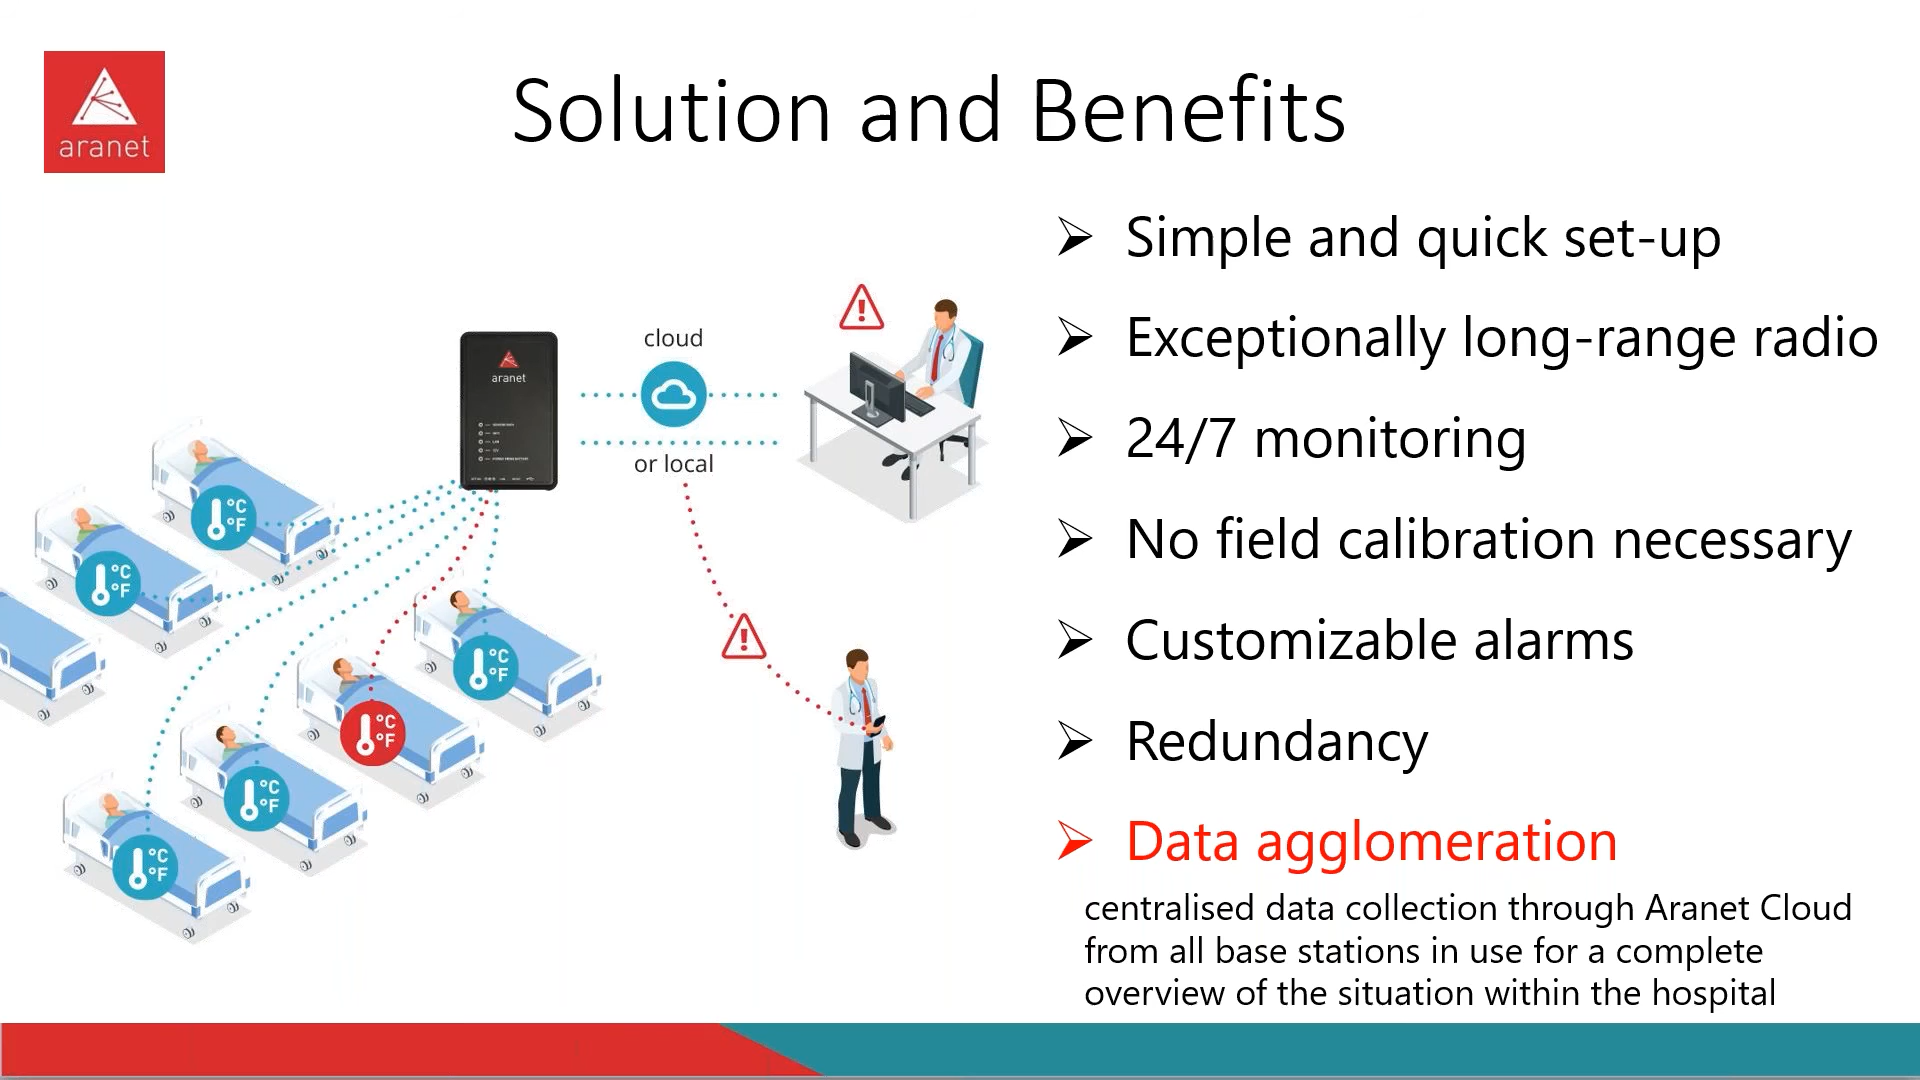 aranet
Solution and Benefits
Simple and quick set-up
Exceptionally long-range radio
24/7 monitoring
No field calibration necessary
Customizable alarms
Redundancy
Data agglomeration
centralised data collection through Aranet Cloud
from all base stations in use for a complete
overview of the situation within the hospital
cloud
or local
aranet
°C
°F
°C
°F
°C
°F
°C
°F
°C
°F
°C
°F